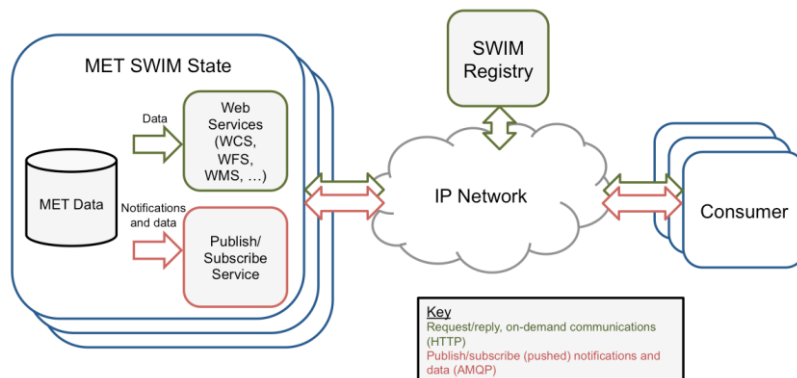 MET SWIM State
Data
Web
Services
(WCS,
WFS,
WMS, …)
MET Data
Notifications
and data
Publish/
Subscribe
Service
SWIM
Registry
IP Network
Consumer
Key
Request/reply, on-demand communications
(HTTP)
Publish/subscribe (pushed) notifications and
data (AMQP)